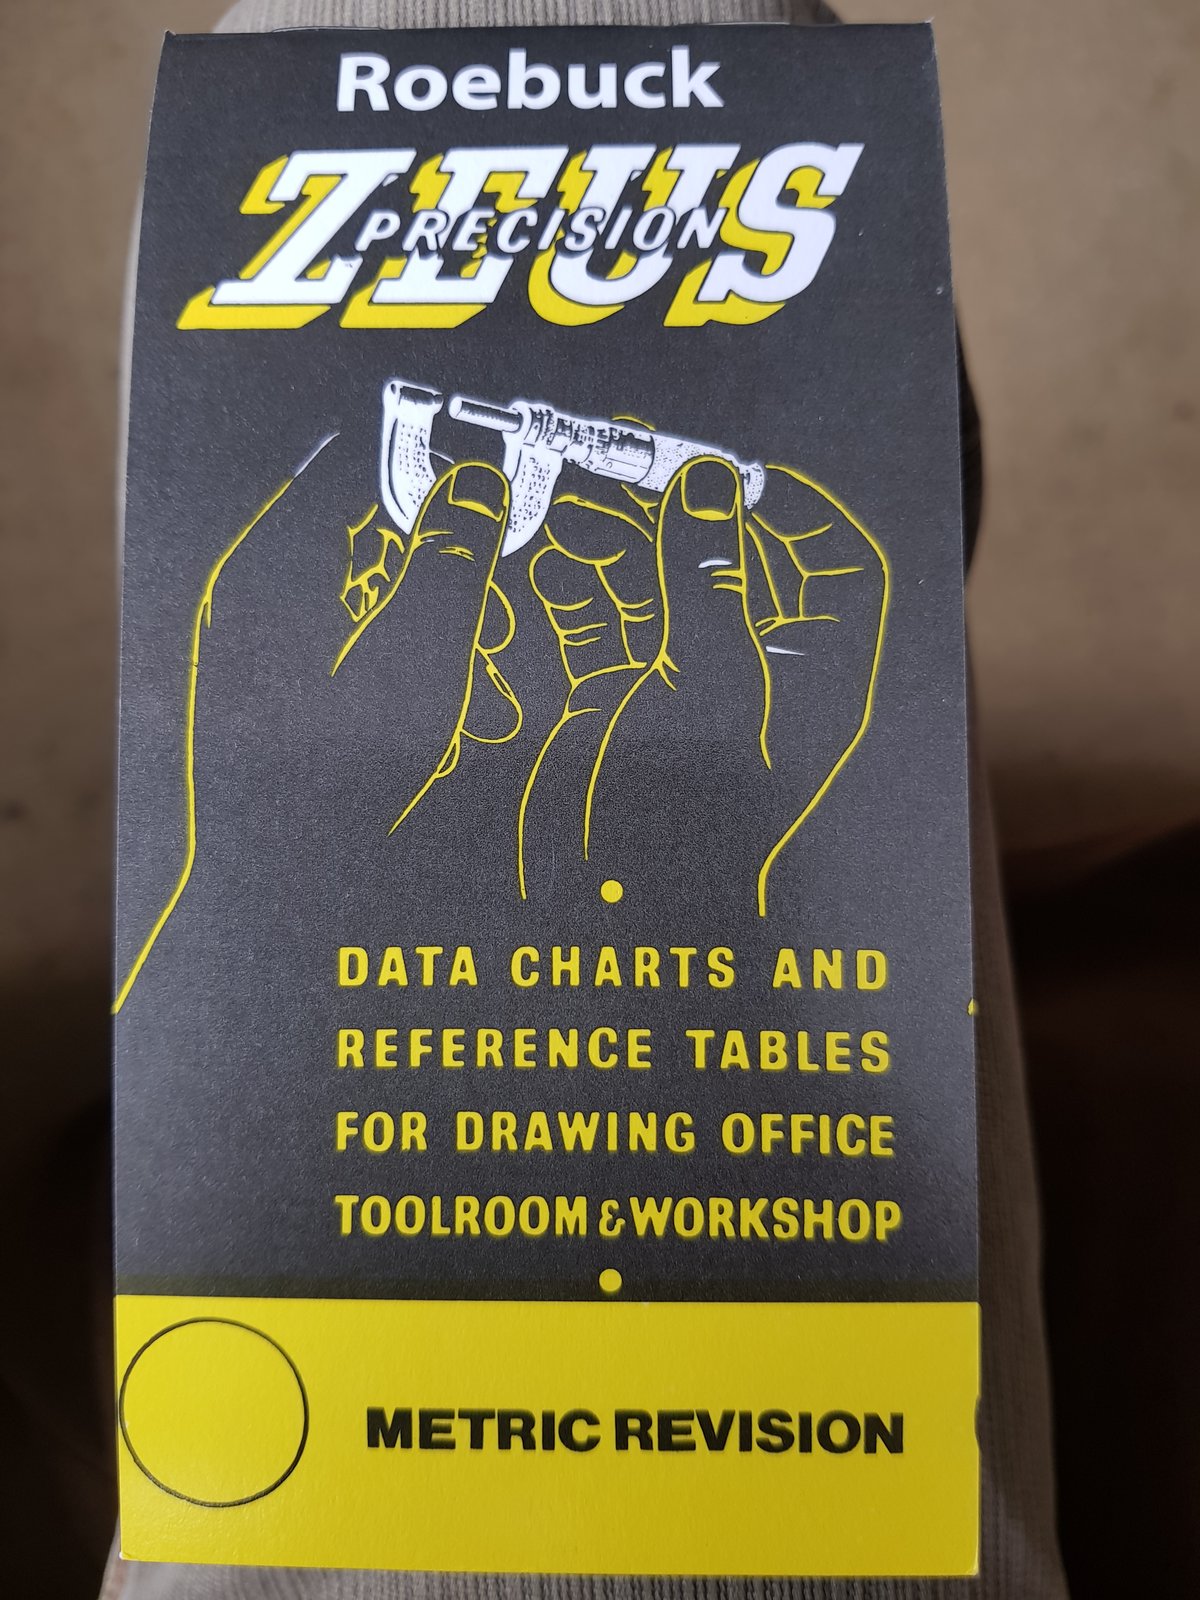 Roebuck
ZEUS
PRECISION
DATA CHARTS AND
REFERENCE TABLES
FOR DRAWING OFFICE
TOOLROOM & WORKSHOP
METRIC REVISION